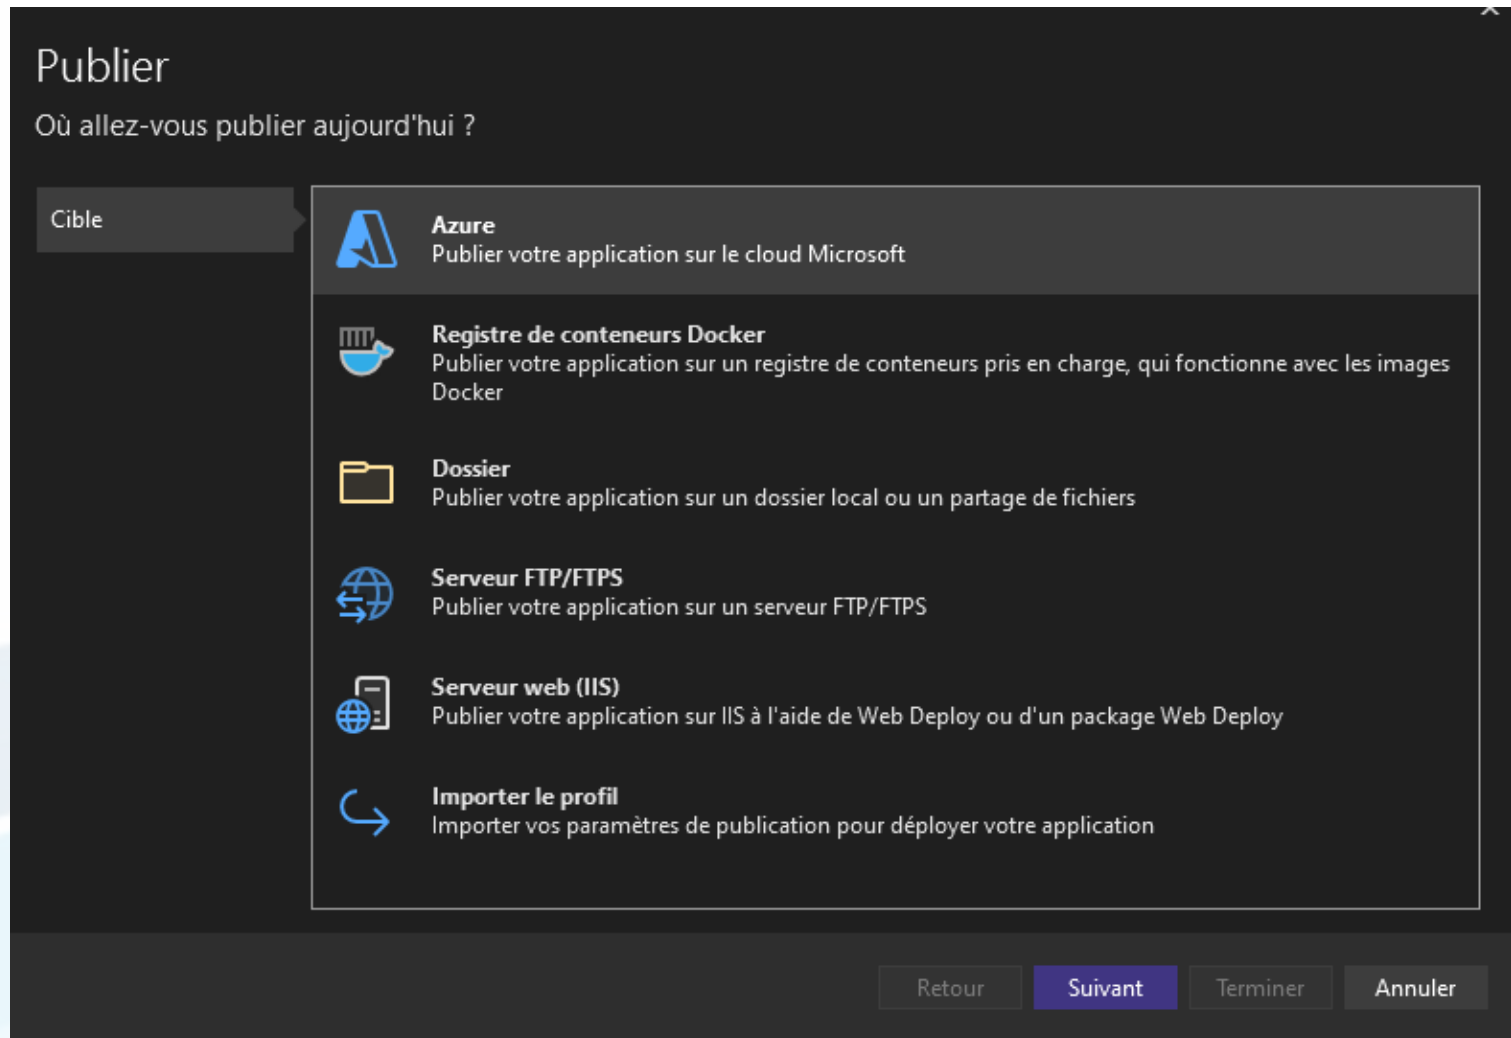 Publier
Où allez-vous publier aujourd'hui ?
Cible
Azure
Publier votre application sur le cloud Microsoft
Registre de conteneurs Docker
Publier votre application sur un registre de conteneurs pris en charge, qui fonctionne avec les images
Docker
Dossier
Publier votre application sur un dossier local ou un partage de fichiers
Serveur FTP/FTPS
Publier votre application sur un serveur FTP/FTPS
Serveur web (IIS)
Publier votre application sur IIS à l'aide de Web Deploy ou d'un package Web Deploy
Importer le profil
Importer vos paramètres de publication pour déployer votre application
Retour
Suivant
Terminer
Annuler